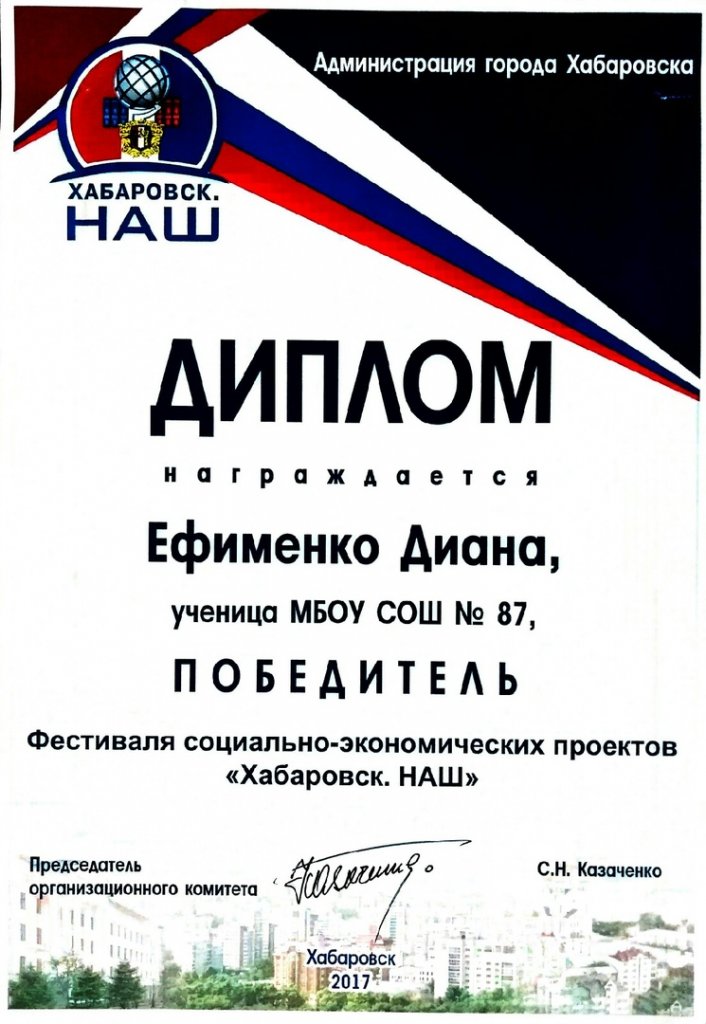 Администрация города Хабаровска
ХАБАРОВСК.
НАШ
ДИПЛОМ
награждается
Ефименко Диана,
ученица МБОУ СОШ № 87,
ПОБЕДИТЕЛЬ
Фестиваля социально-экономических проектов
«Хабаровск. НАШ»
Председатель
организационного комитета
С.Н. Казаченко
Хабаровск
2017